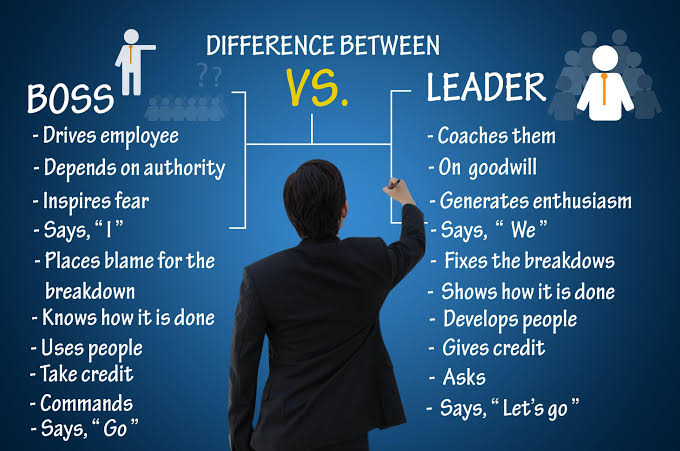 DIFFERENCE BETWEEN
VS.
BOSS
??
- Drives employee
- Depends on authority
- Inspires fear
- Says, “ I ”
- Places blame for the
breakdown
- Knows how it is done
- Uses people
- Take credit
- Commands
- Says, “ Go ”
LEADER
- Coaches them
- On goodwill
- Generates enthusiasm
- Says, “ We ”
- Fixes the breakdowns
- Shows how it is done
- Develops people
- Gives credit
- Asks
- Says, “ Let’s go ”